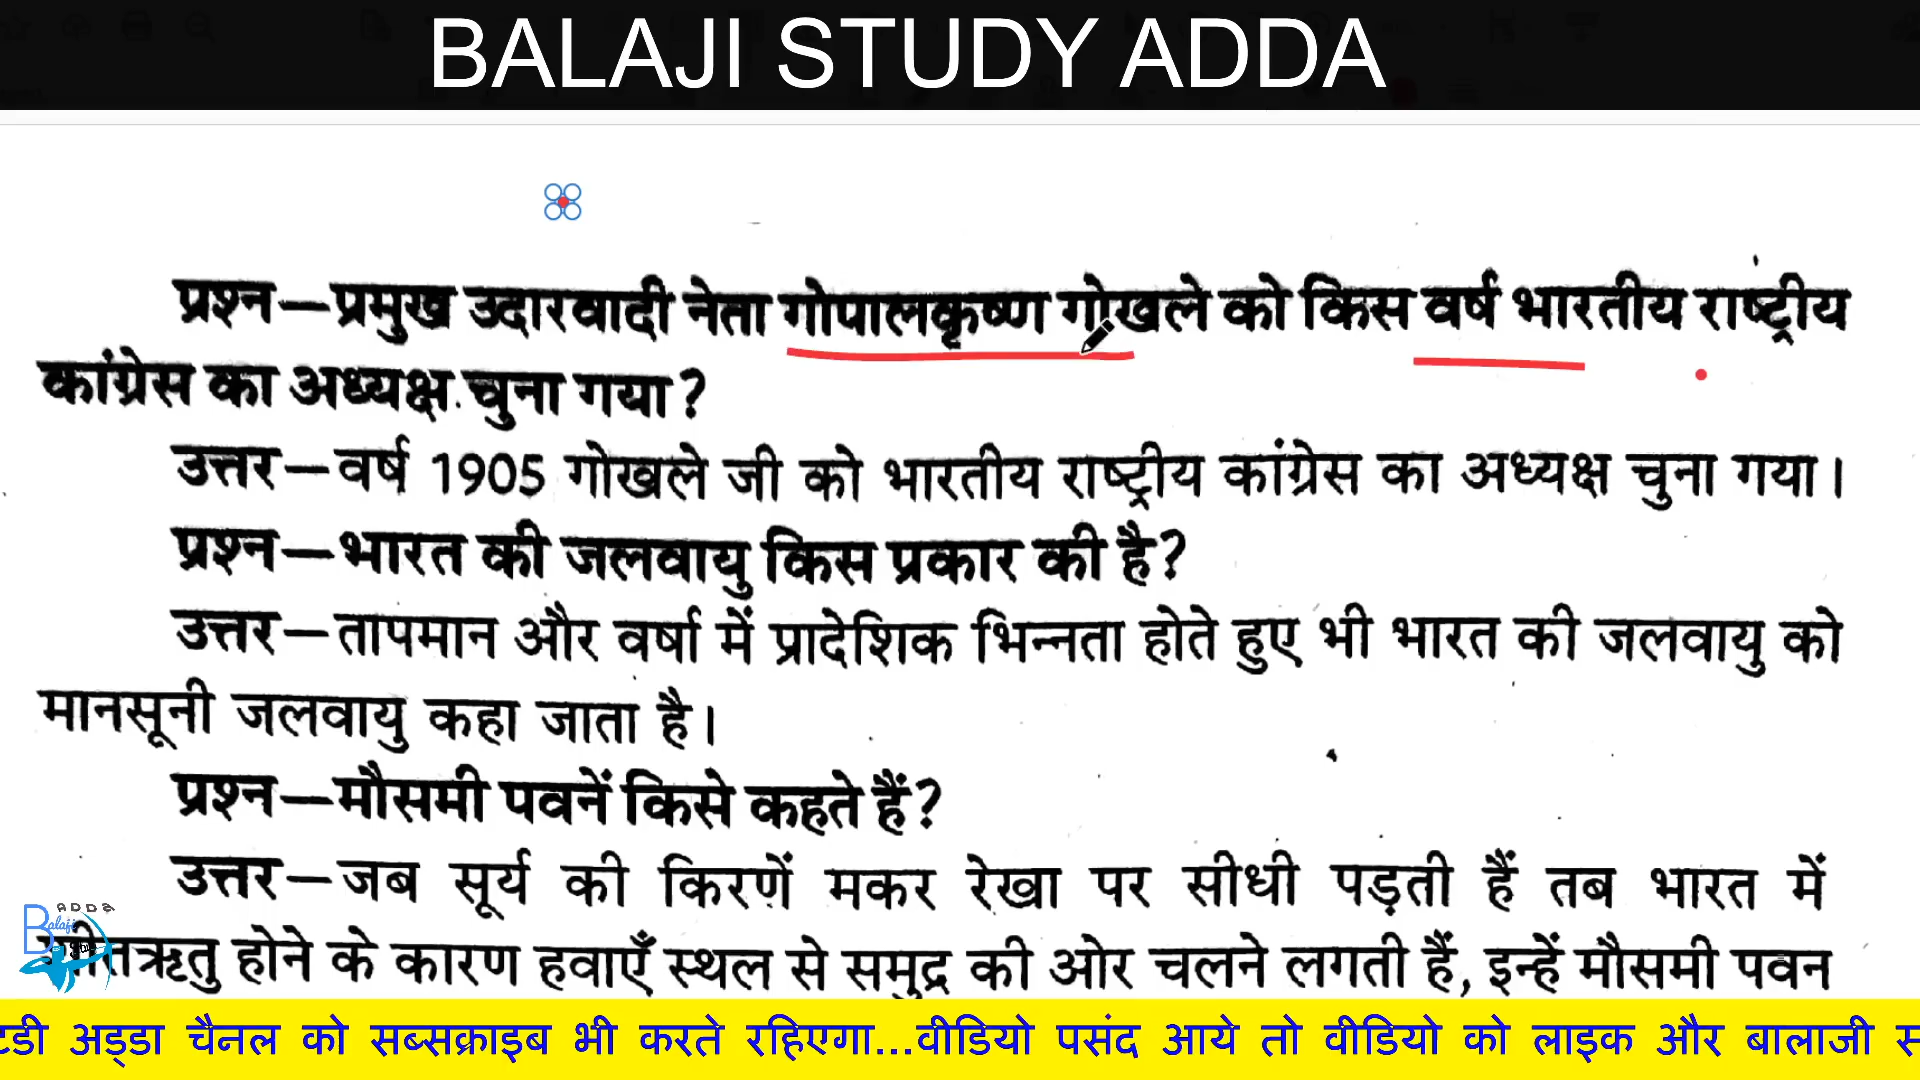 BALAJI STUDY ADDA
प्रश्न—प्रमुख उदारवादी नेता गोपालकृष्ण गोखले को किस वर्ष भारतीय राष्ट्रीय
कांग्रेस का अध्यक्ष चुना गया?
उत्तर—वर्ष 1905 गोखले जी को भारतीय राष्ट्रीय कांग्रेस का अध्यक्ष चुना गया।
प्रश्न—भारत की जलवायु किस प्रकार की है?
उत्तर—तापमान और वर्षा में प्रादेशिक भिन्नता होते हुए भी भारत की जलवायु को
मानसूनी जलवायु कहा जाता है।
प्रश्न—मौसमी पवनें किसे कहते हैं?
उत्तर—जब सूर्य की किरणें मकर रेखा पर सीधी पड़ती हैं तब भारत में
ADDA
Balaji
शीतऋतु होने के कारण हवाएँ स्थल से समुद्र की ओर चलने लगती हैं, इन्हें मौसमी पवन
अड्डा चैनल को सब्सक्राइब भी करते रहिएगा...वीडियो पसंद आये तो वीडियो को लाइक और बालाजी